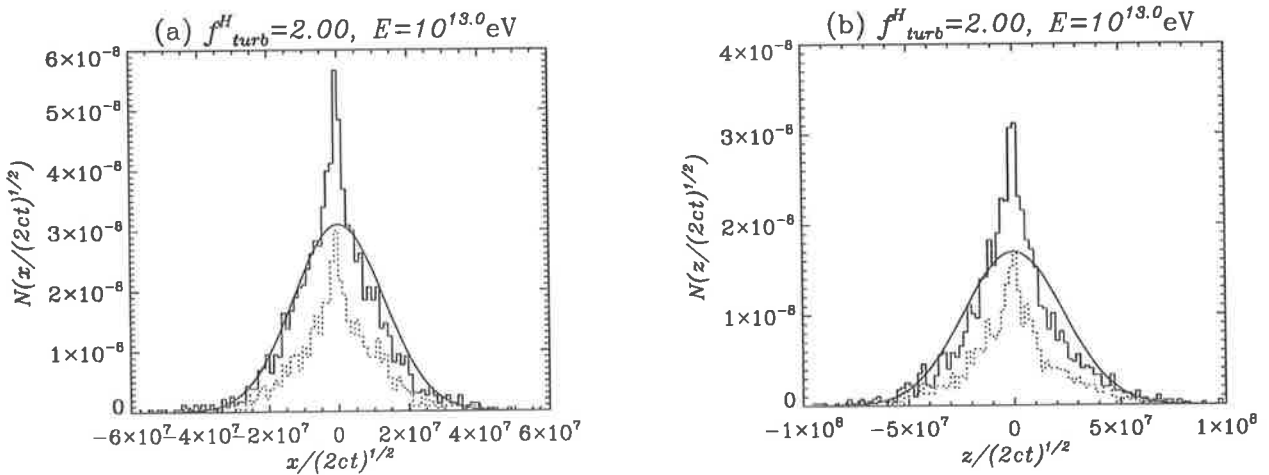 (a) f^H_turb=2.00, E=10^13.0 eV
6×10^-8
5×10^-8
4×10^-8
3×10^-8
2×10^-8
1×10^-8
0
N(x/(2ct)^1/2)
-6×10^7 -4×10^7 -2×10^7 0 2×10^7 4×10^7 6×10^7
x/(2ct)^1/2
(b) f^H_turb=2.00, E=10^13.0 eV
4×10^-8
3×10^-8
2×10^-8
1×10^-8
0
N(z/(2ct)^1/2)
-1×10^8 -5×10^7 0 5×10^7 1×10^8
z/(2ct)^1/2